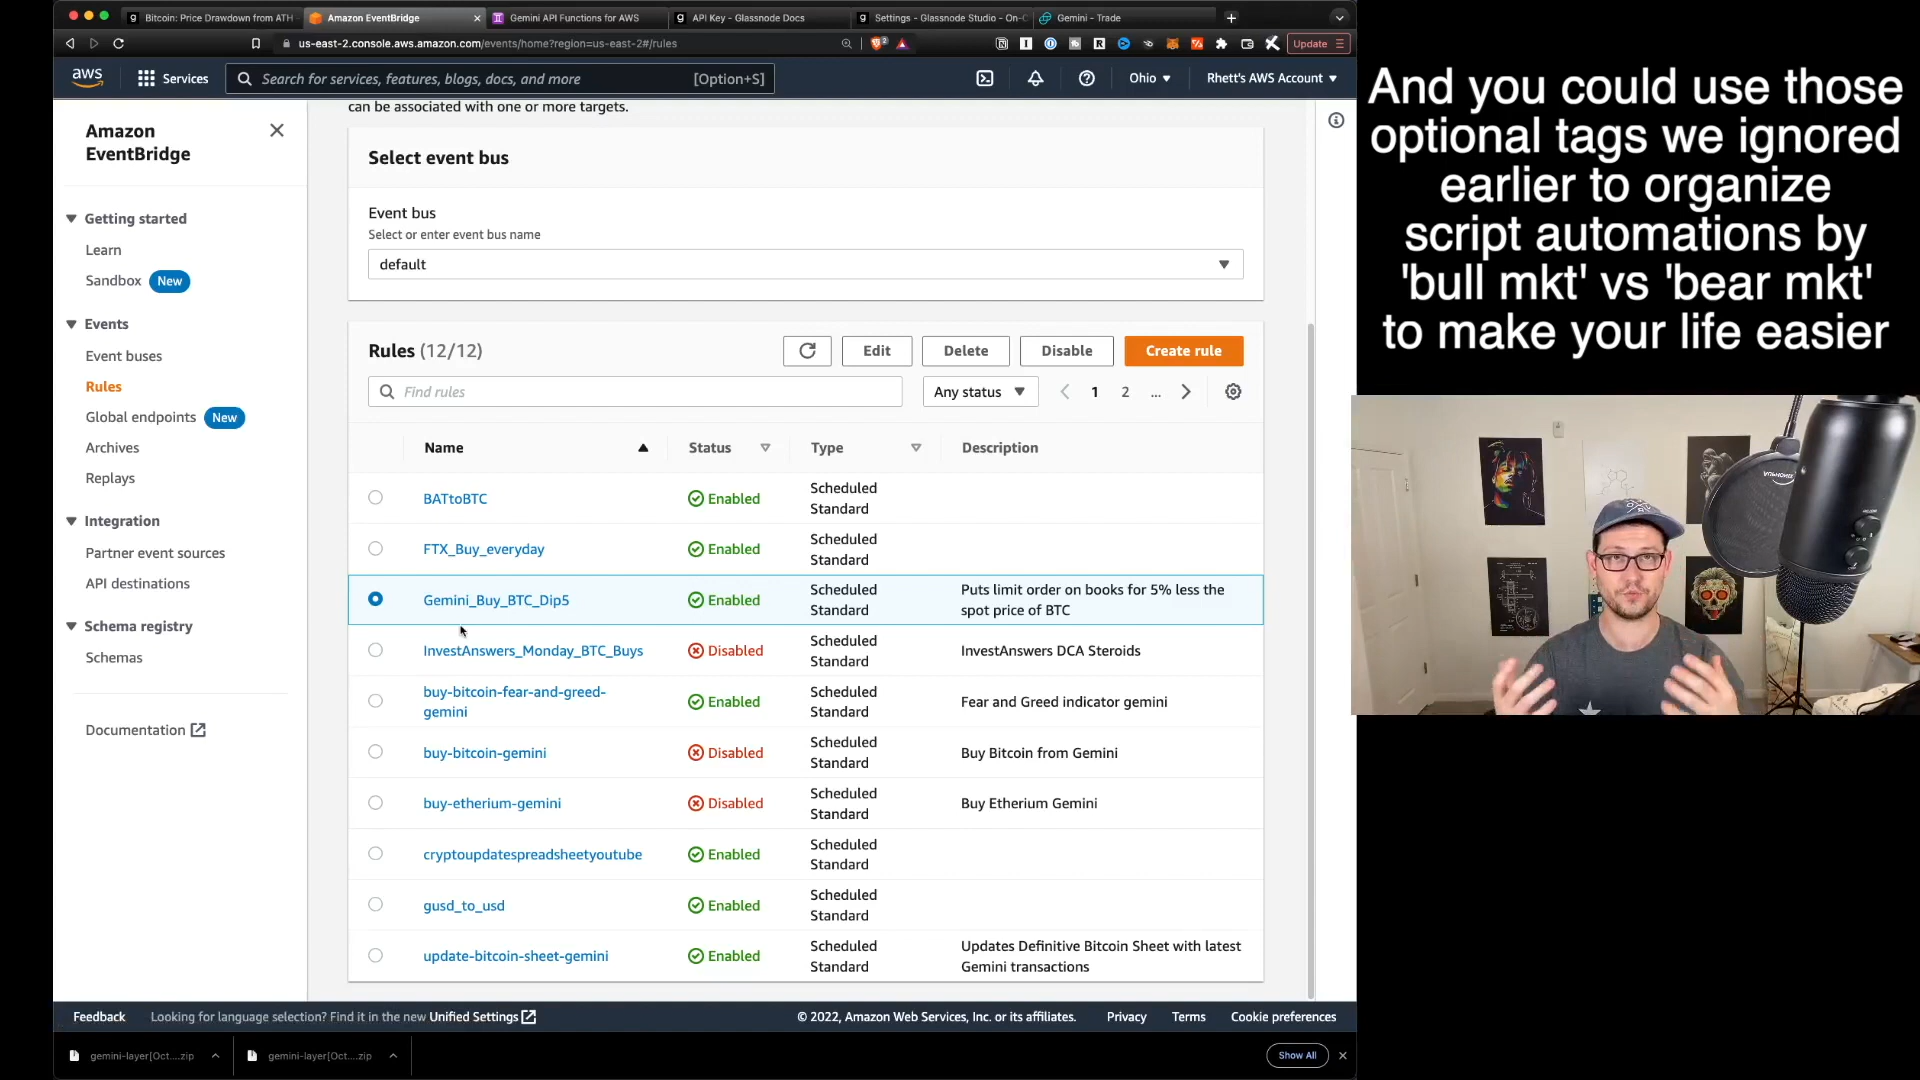 Bitcoin: Price Drawdown from ATH
Amazon EventBridge
Gemini API Functions for AWS
API Key - Glassnode Docs
Settings - Glassnode Studio - On-C
Gemini - Trade
us-east-2.console.aws.amazon.com/events/home?region=us-east-2#/rules
Update
aws
Services
Search for services, features, blogs, docs, and more
[Option+S]
Ohio
Rhett's AWS Account
Amazon
EventBridge
Getting started
Learn
Sandbox New
Events
Event buses
Rules
Global endpoints New
Archives
Replays
Integration
Partner event sources
API destinations
Schema registry
Schemas
Documentation
can be associated with one or more targets.
Select event bus
Event bus
Select or enter event bus name
default
Rules (12/12)
Edit
Delete
Disable
Create rule
Find rules
Any status
1 2 ...
Name Status Type Description
BATtoBTC Enabled Scheduled
Standard
FTX_Buy_everyday Enabled Scheduled
Standard
Gemini_Buy_BTC_Dip5 Enabled Scheduled
Standard
Puts limit order on books for 5% less the
spot price of BTC
InvestAnswers_Monday_BTC_Buys Disabled Scheduled
Standard
InvestAnswers DCA Steroids
buy-bitcoin-fear-and-greed-
gemini
Enabled Scheduled
Standard
Fear and Greed indicator gemini
buy-bitcoin-gemini Disabled Scheduled
Standard
Buy Bitcoin from Gemini
buy-etherium-gemini Disabled Scheduled
Standard
Buy Etherium Gemini
cryptoupdatespreadsheetyoutube Enabled Scheduled
Standard
gusd_to_usd Enabled Scheduled
Standard
update-bitcoin-sheet-gemini Enabled Scheduled
Standard
Updates Definitive Bitcoin Sheet with latest
Gemini transactions
Feedback
Looking for language selection? Find it in the new Unified Settings
© 2022, Amazon Web Services, Inc. or its affiliates.
Privacy
Terms
Cookie preferences
gemini-layer[Oct....zip
gemini-layer[Oct....zip
Show All
And you could use those
optional tags we ignored
earlier to organize
script automations by
'bull mkt' vs 'bear mkt'
to make your life easier